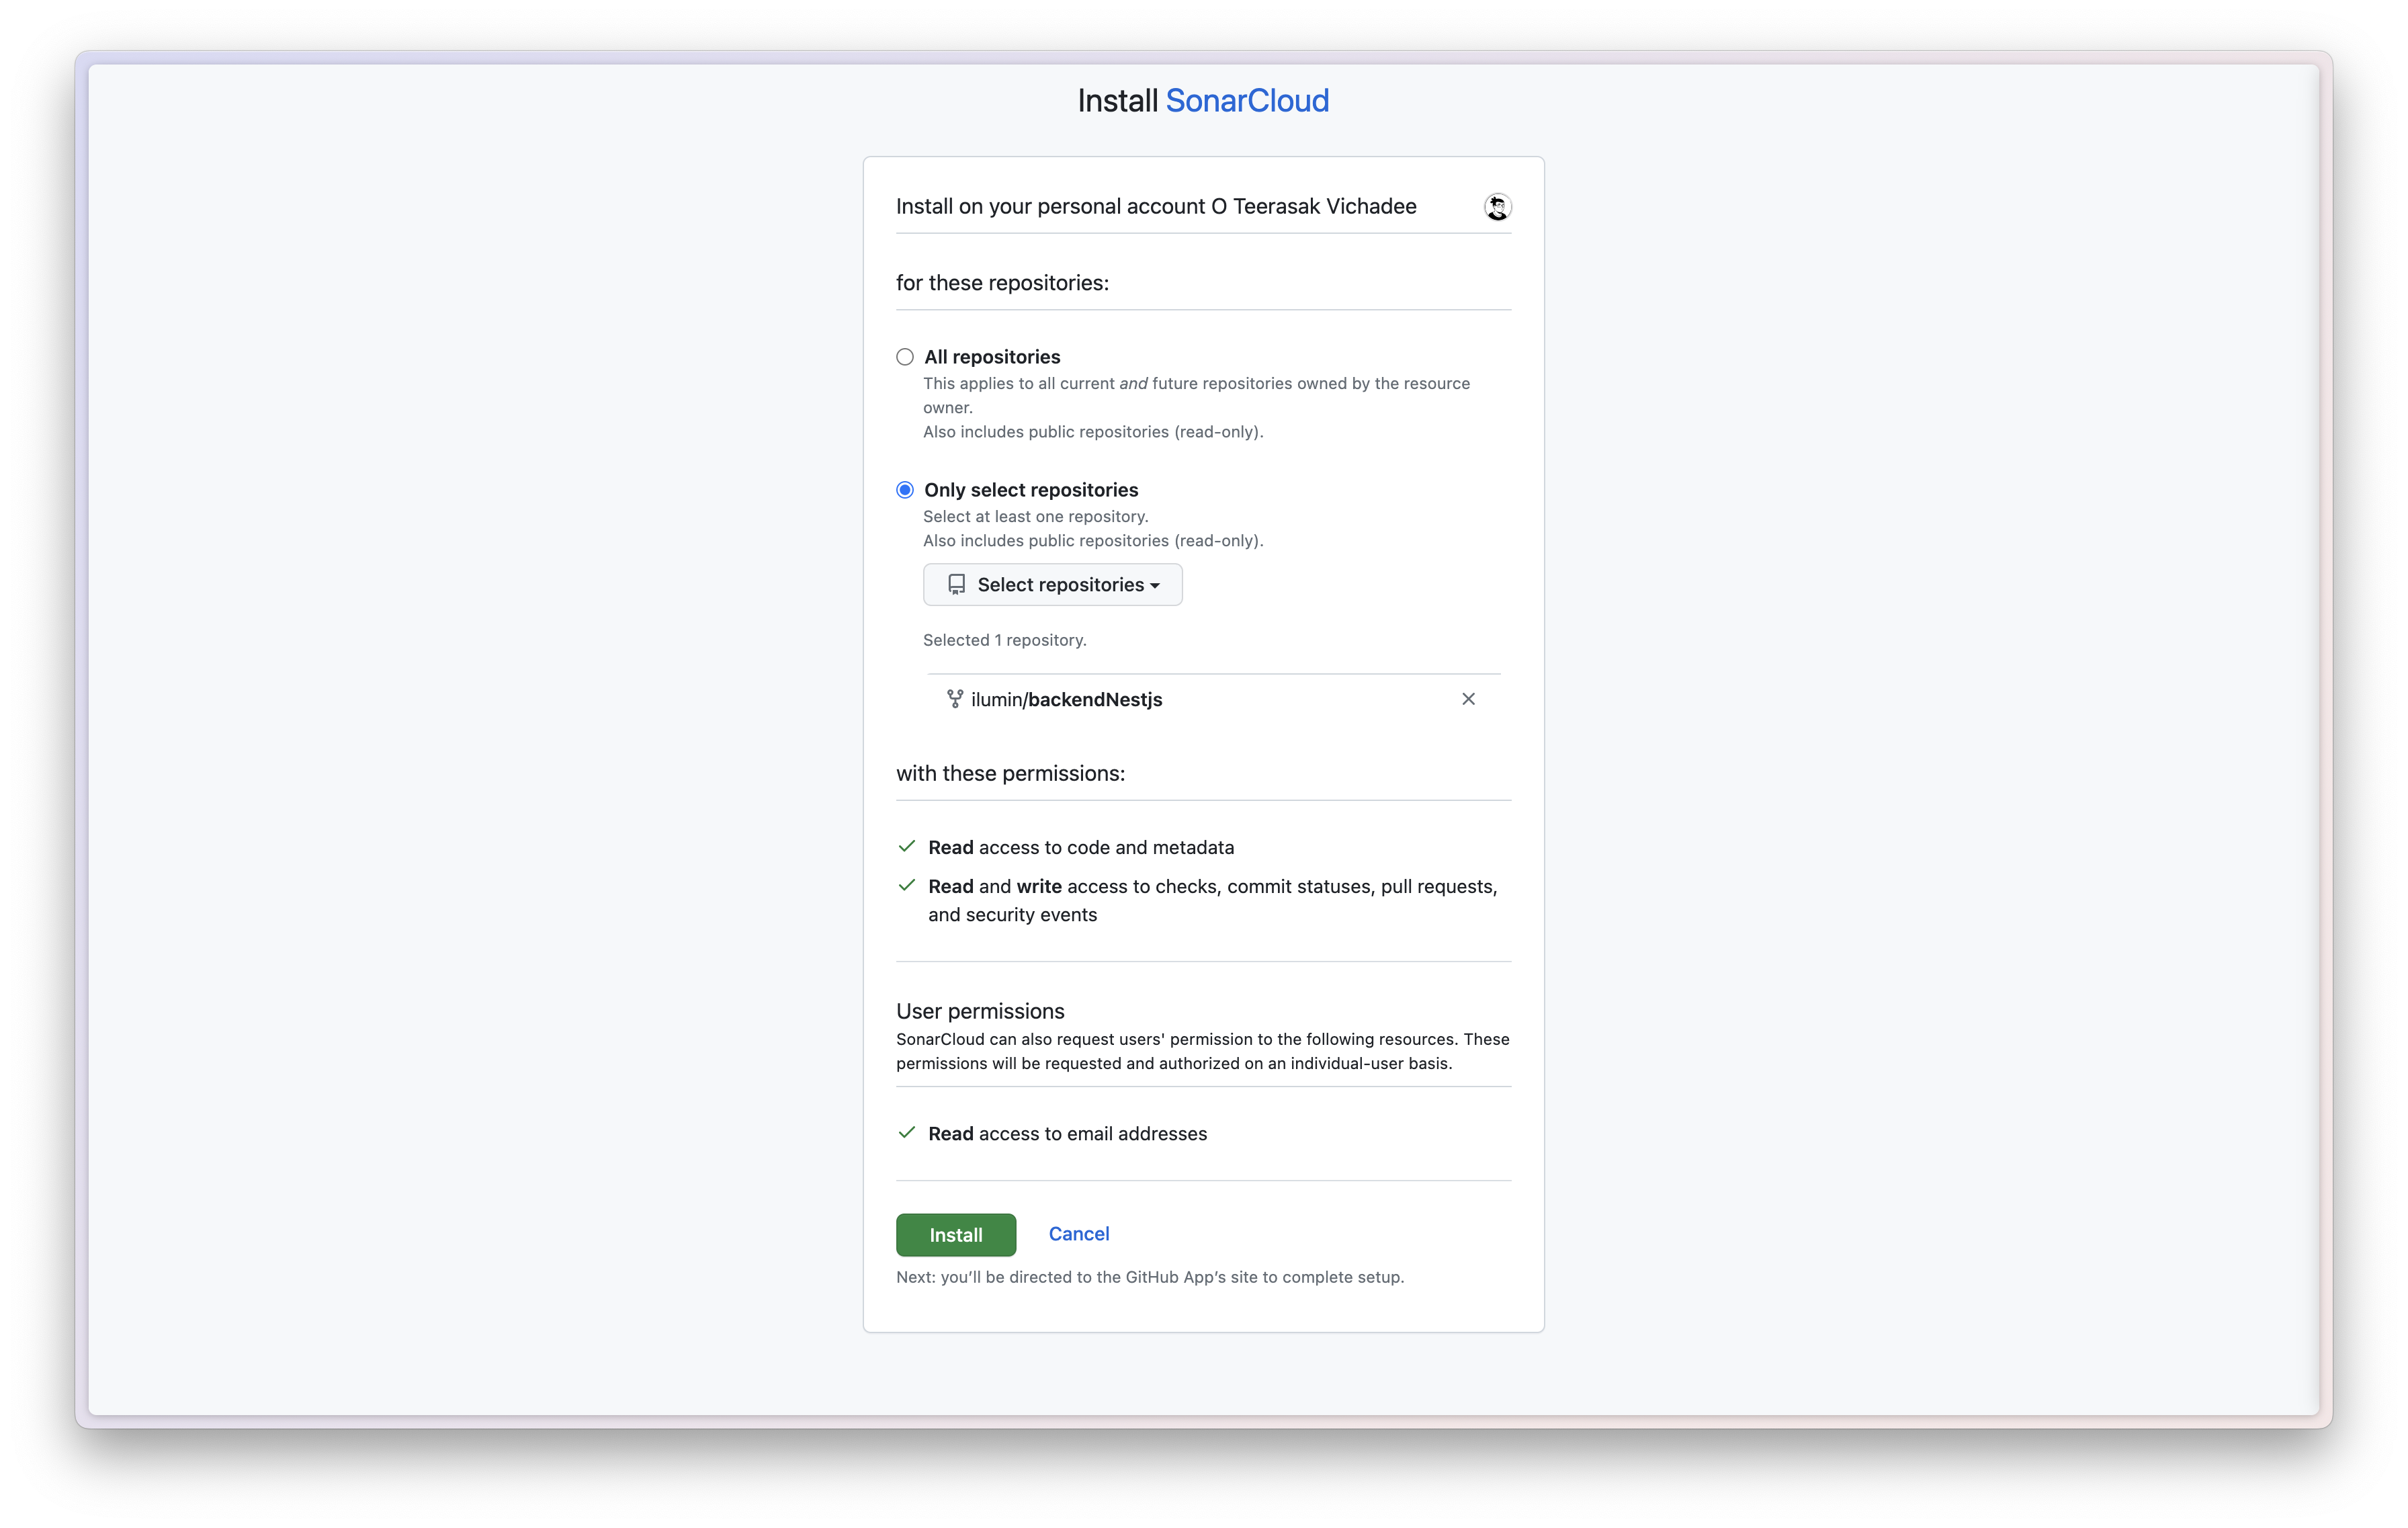 Install SonarCloud
Install on your personal account O Teerasak Vichadee
for these repositories:
All repositories
This applies to all current and future repositories owned by the resource
owner.
Also includes public repositories (read-only).
Only select repositories
Select at least one repository.
Also includes public repositories (read-only).
Select repositories
Selected 1 repository.
ilumin/backendNestjs
with these permissions:
Read access to code and metadata
Read and write access to checks, commit statuses, pull requests,
and security events
User permissions
SonarCloud can also request users' permission to the following resources. These
permissions will be requested and authorized on an individual-user basis.
Read access to email addresses
Install Cancel
Next: you’ll be directed to the GitHub App’s site to complete setup.